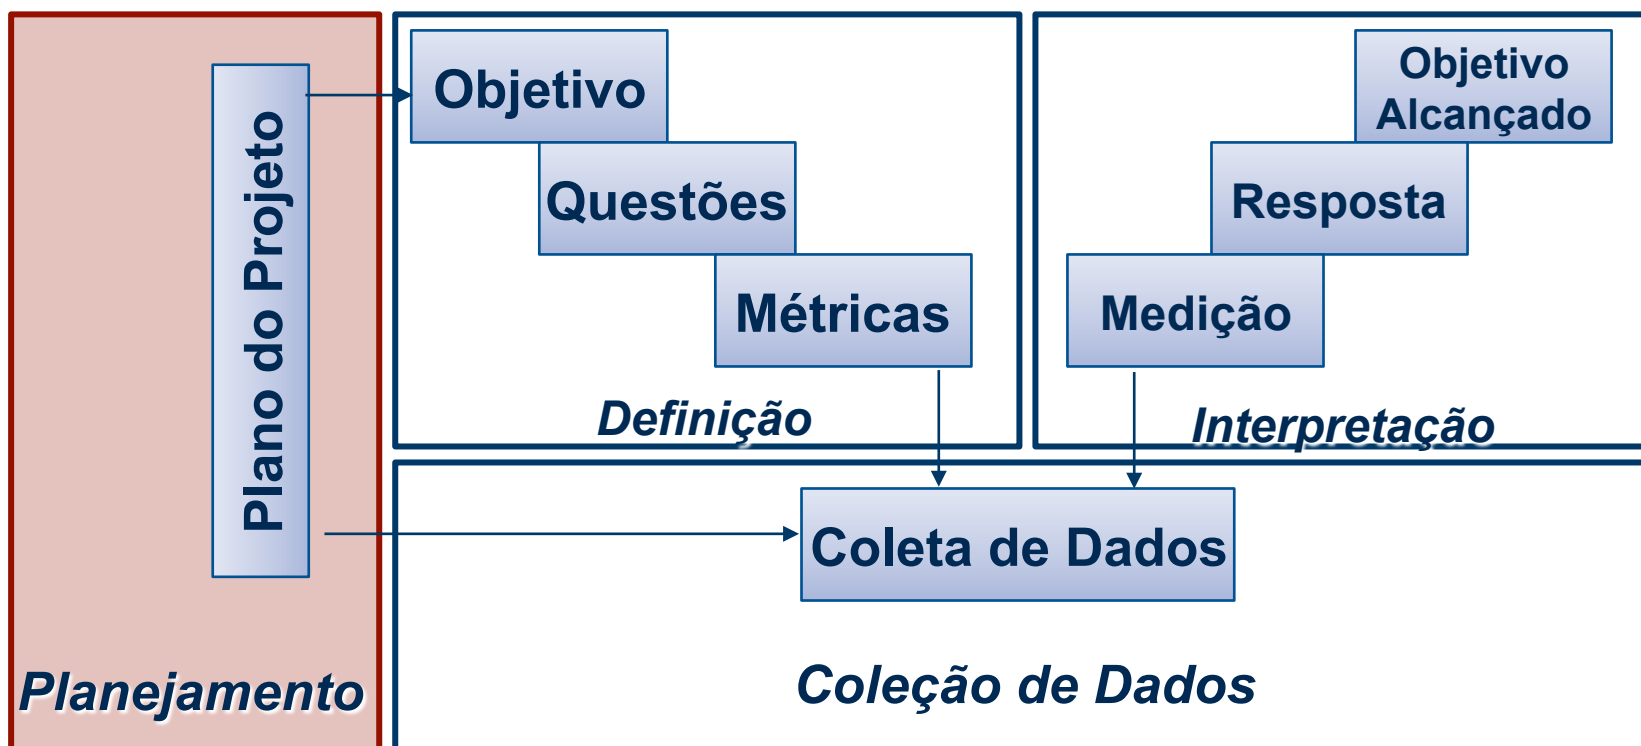 Plano do Projeto
Planejamento
Objetivo
Questões
Métricas
Definição
Objetivo
Alcançado
Resposta
Medição
Interpretação
Coleta de Dados
Coleção de Dados